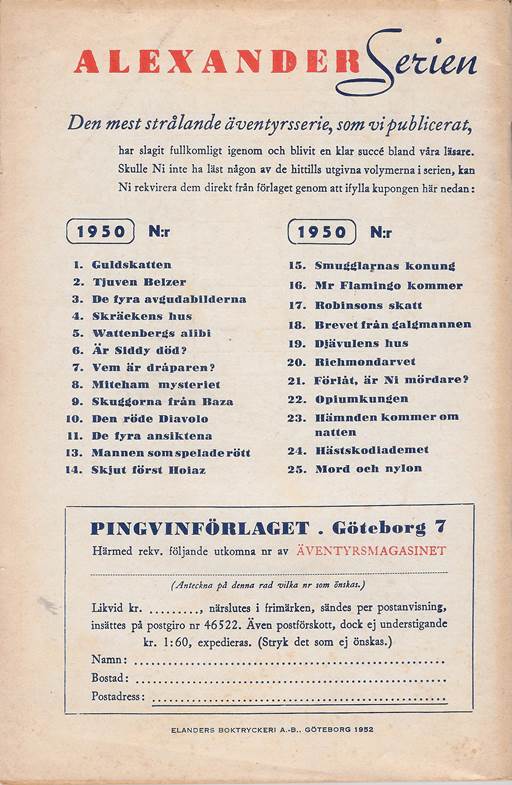 ALEXANDER Serien
Den mest strålande äventyrsserie, som vi publicerat,
har slagit fullkomligt igenom och blivit en klar succé bland våra läsare.
Skulle Ni inte ha läst någon av de hittills utgivna volymerna i serien, kan
Ni rekvirera dem direkt från förlaget genom att ifylla kupongen här nedan:
1950 N:r
1. Guldskatten
2. Tjuven Belzer
3. De fyra avgudabilderna
4. Skräckens hus
5. Wattenbergs alibi
6. Är Siddy död?
7. Vem är dråparen?
8. Mitcham mysteriet
9. Skuggorna från Baza
10. Den röde Diavolo
11. De fyra ansiktena
13. Mannen som spelade rött
14. Skjut först Hoiaz
1950 N:r
15. Smugglarnas konung
16. Mr Flamingo kommer
17. Robinsons skatt
18. Brevet från galgmannen
19. Djävulens hus
20. Richmondarvet
21. Förlåt, är Ni mördare?
22. Opiumkungen
23. Hämnden kommer om
natten
24. Hästskodiademet
25. Mord och nylon
PINGVINFÖRLAGET . Göteborg 7
Härmed rekv. följande utkomna nr av ÄVENTYRSMAGASINET
(Anteckna på denna rad vilka nr som önskas.)
Likvid kr. ........., närslutes i frimärken, sändes per postanvisning,
insättes på postgiro nr 46522. Även postförskott, dock ej understigande
kr. 1:60, expedieras. (Stryk det som ej önskas.)
Namn:
Bostad:
Postadress:
ELANDERS BOKTRYCKERI A.-B., GÖTEBORG 1952